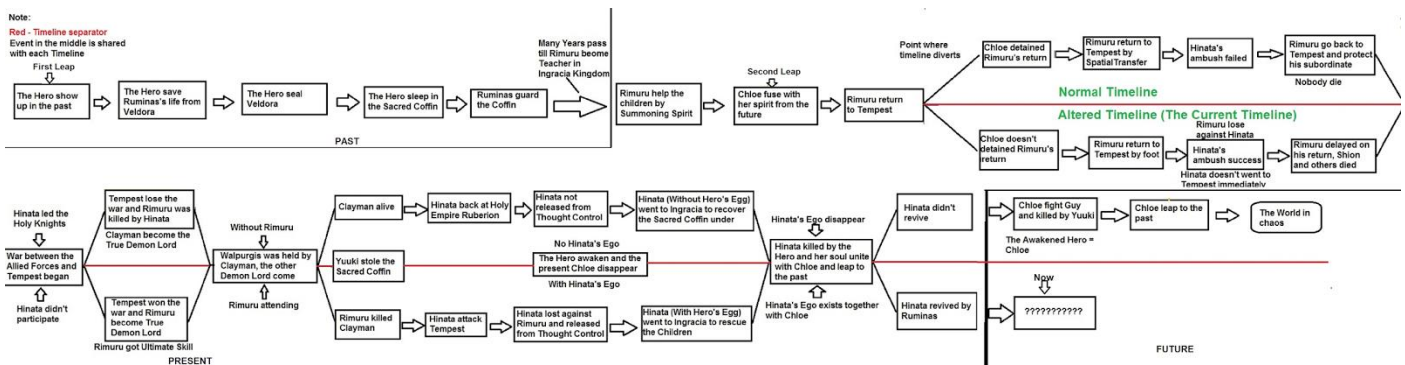 Note:
Red - Timeline separator
Event in the middle is shared
with each Timeline
First Leap
The Hero show
up in the past
The Hero save
Ruminas's life from
Veldora
The Hero seal
Veldora
The Hero sleep in
the Sacred Coffin
Ruminas guard
the Coffin
Many Years pass
till Rimuru beome
Teacher in
Ingracia Kingdom
PAST
Rimuru help the
children by
Summoning Spirit
Second Leap
Chloe fuse with
her spirit from the
future
Rimuru return
to Tempest
Point where
timeline diverts
Chloe detained
Rimuru's return
Rimuru return to
Tempest by
SpatialTransfer
Hinata's
ambush failed
Rimuru go back to
Tempest and protect
his subordinate
Nobody die
Normal Timeline
Altered Timeline (The Current Timeline)
Chloe doesn't
detained Rimuru's
return
Rimuru return to
Tempest by foot
Rimuru lose
against Hinata
Hinata's
ambush success
Hinata doesn't went to
Tempest immediately
Rimuru delayed on
his return, Shion
and others died
Hinata led the
Holy Knights
War between the
Allied Forces and
Tempest began
Hinata didn't
participate
Tempest lose the
war and Rimuru was
killed by Hinata
Clayman become the
True Demon Lord
Tempest won the
war and Rimuru
become True
Demon Lord
Rimuru got Ultimate Skill
PRESENT
Without Rimuru
Walpurgis was held by
Clayman, the other
Demon Lord come
Rimuru attending
Clayman alive
Hinata back at Holy
Empire Ruberion
Hinata not
released from
Thought Control
Hinata (Without Hero's Egg)
went to Ingracia to recover
the Sacred Coffin under
Yuuki stole the
Sacred Coffin
No Hinata's Ego
The Hero awaken and the
present Chloe disappear
With Hinata's Ego
Rimuru killed
Clayman
Hinata attack
Tempest
Hinata lost against
Rimuru and released
from Thought Control
Hinata (With Hero's Egg)
went to Ingracia to rescue
the Children
Hinata's Ego disappear
Hinata killed by the
Hero and her soul unite
with Chloe and leap to
the past
Hinata's Ego exists together
with Chloe
Hinata didn't
revive
Hinata revived by
Ruminas
Chloe fight Guy
and killed by Yuuki
The Awakened Hero =
Chloe
Chloe leap to the
past
The World in
chaos
Now
???????????
FUTURE